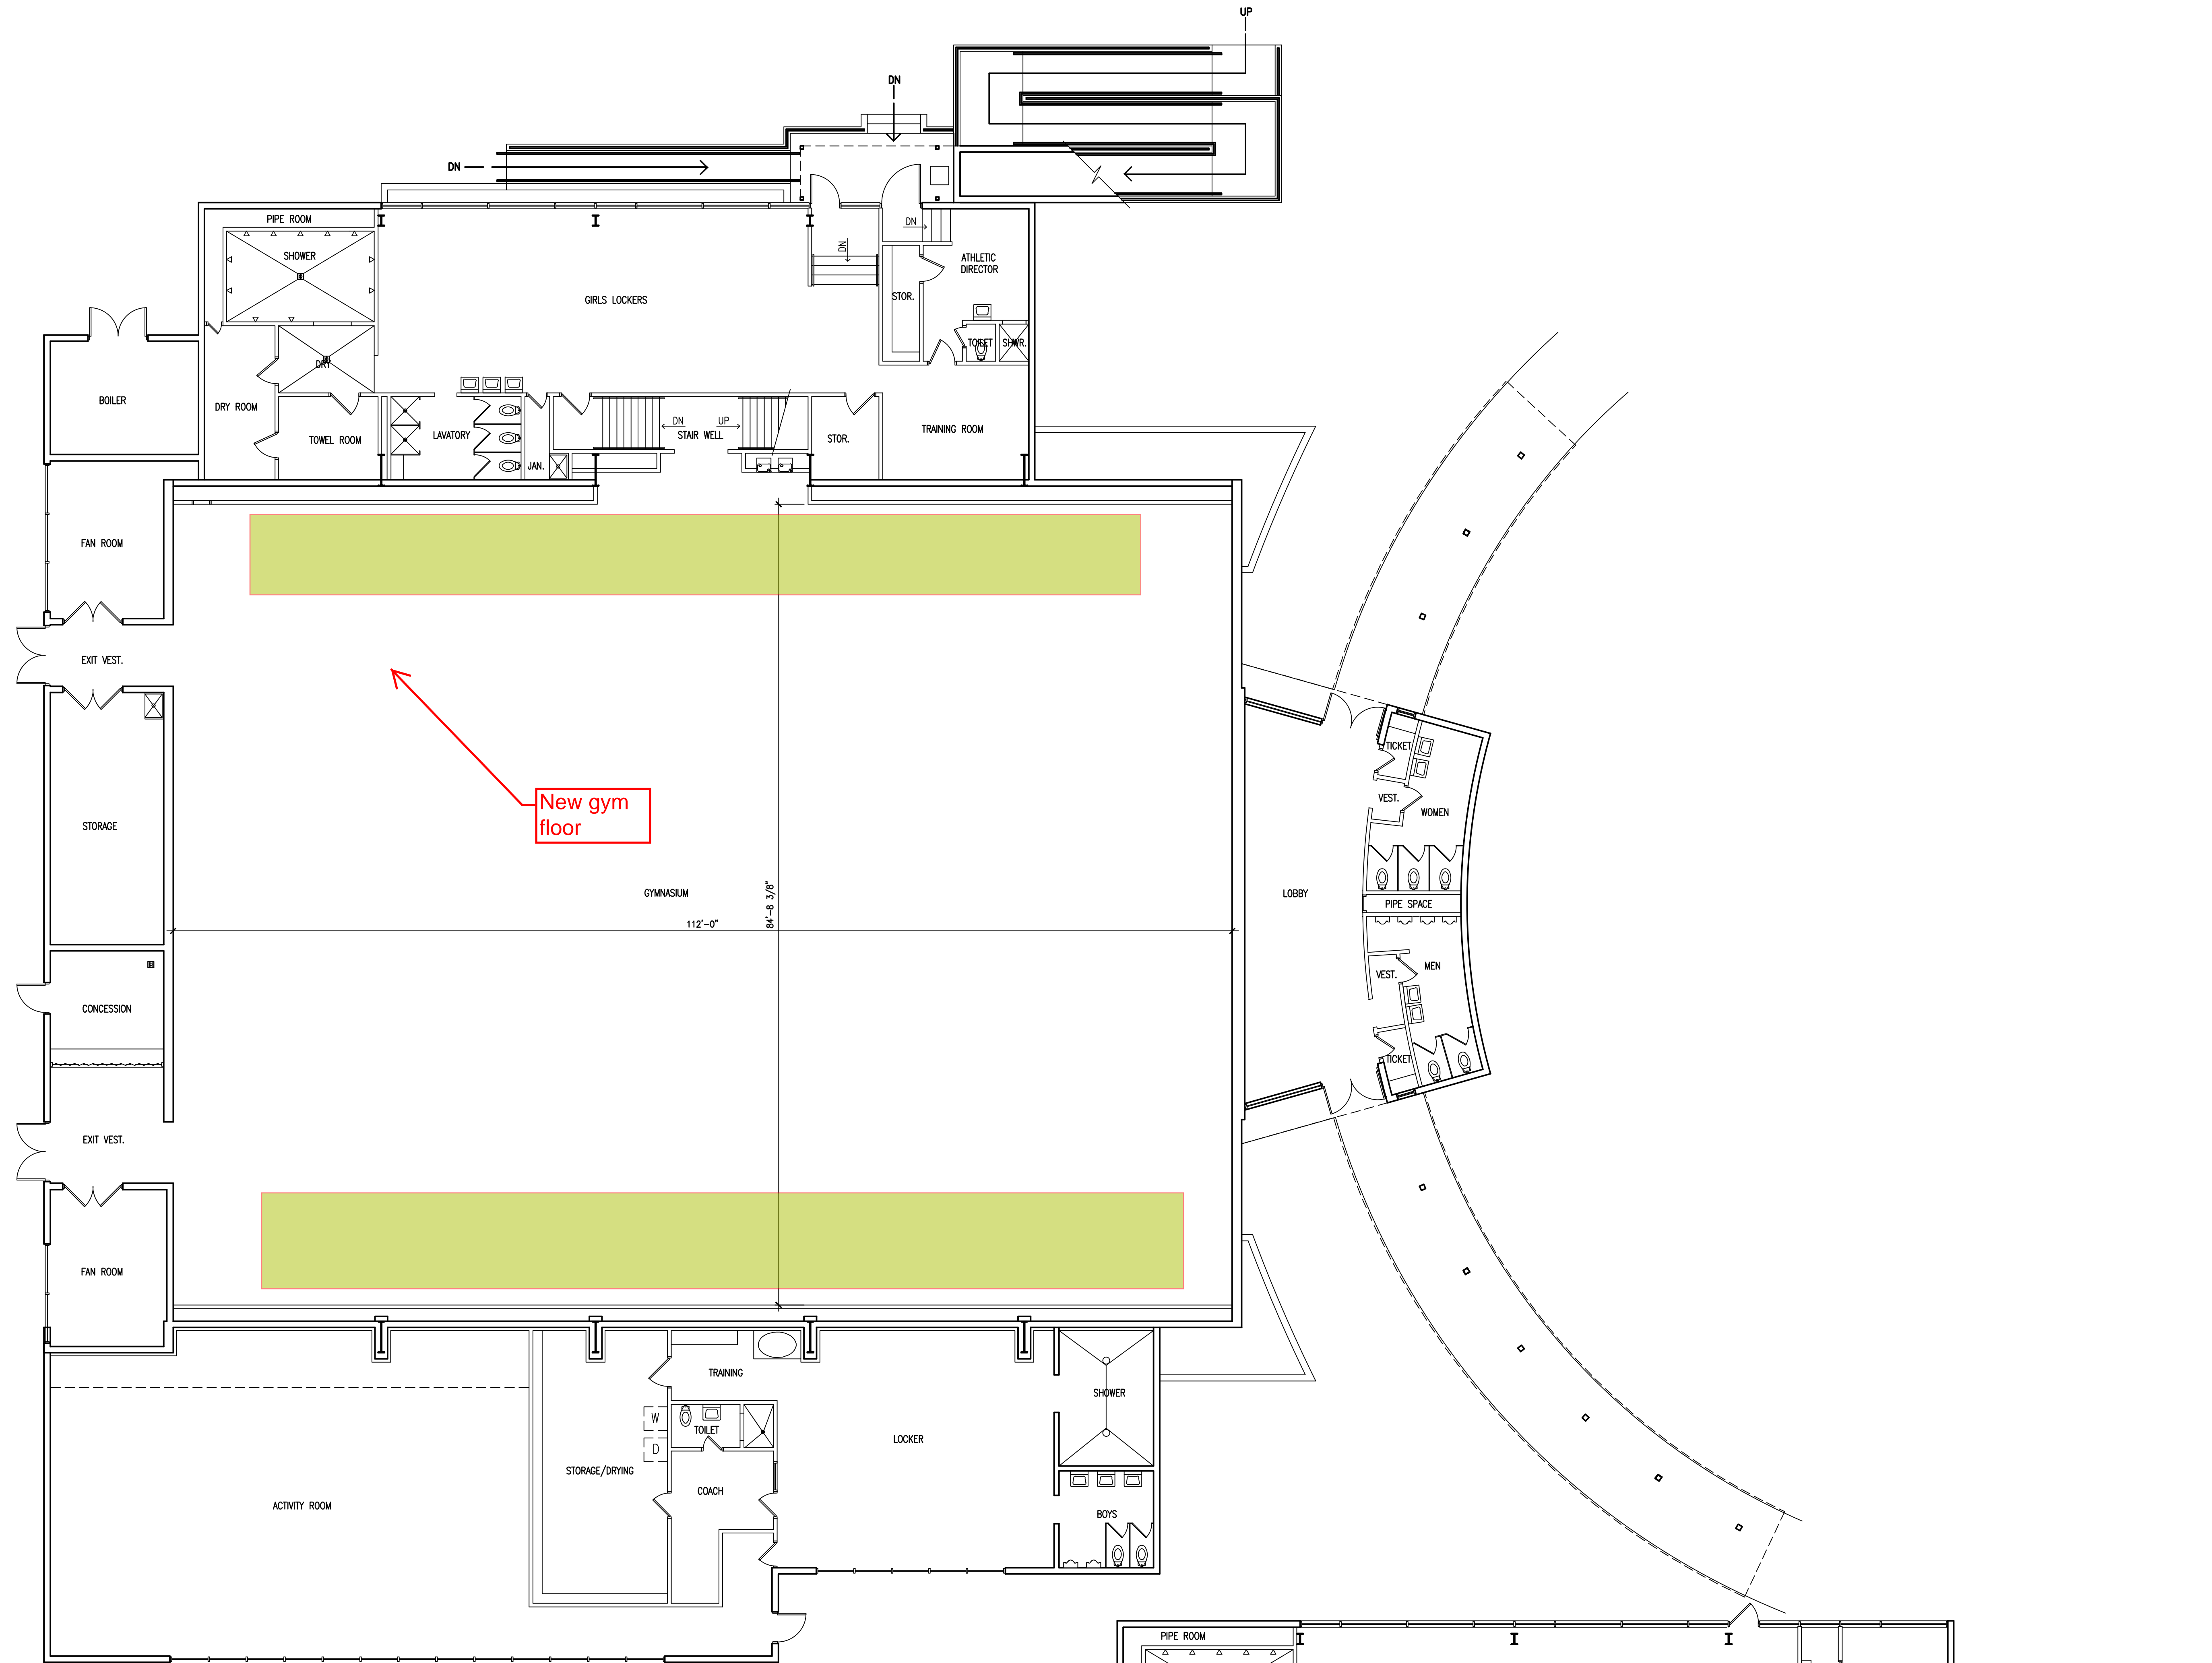 UP
DN
DN
PIPE ROOM
SHOWER
DN
DN
ATHLETIC
DIRECTOR
GIRLS LOCKERS
STOR.
TOILET
SHWR.
DRY
BOILER
DRY ROOM
TOWEL ROOM
LAVATORY
JAN.
DN
UP
STAIR WELL
STOR.
TRAINING ROOM
FAN ROOM
EXIT VEST.
New gym
floor
TICKET
VEST.
WOMEN
STORAGE
GYMNASIUM
84'-8 3/8"
112'-0"
LOBBY
PIPE SPACE
MEN
VEST.
CONCESSION
TICKET
EXIT VEST.
FAN ROOM
TRAINING
SHOWER
W
TOILET
D
LOCKER
STORAGE/DRYING
COACH
ACTIVITY ROOM
BOYS
PIPE ROOM